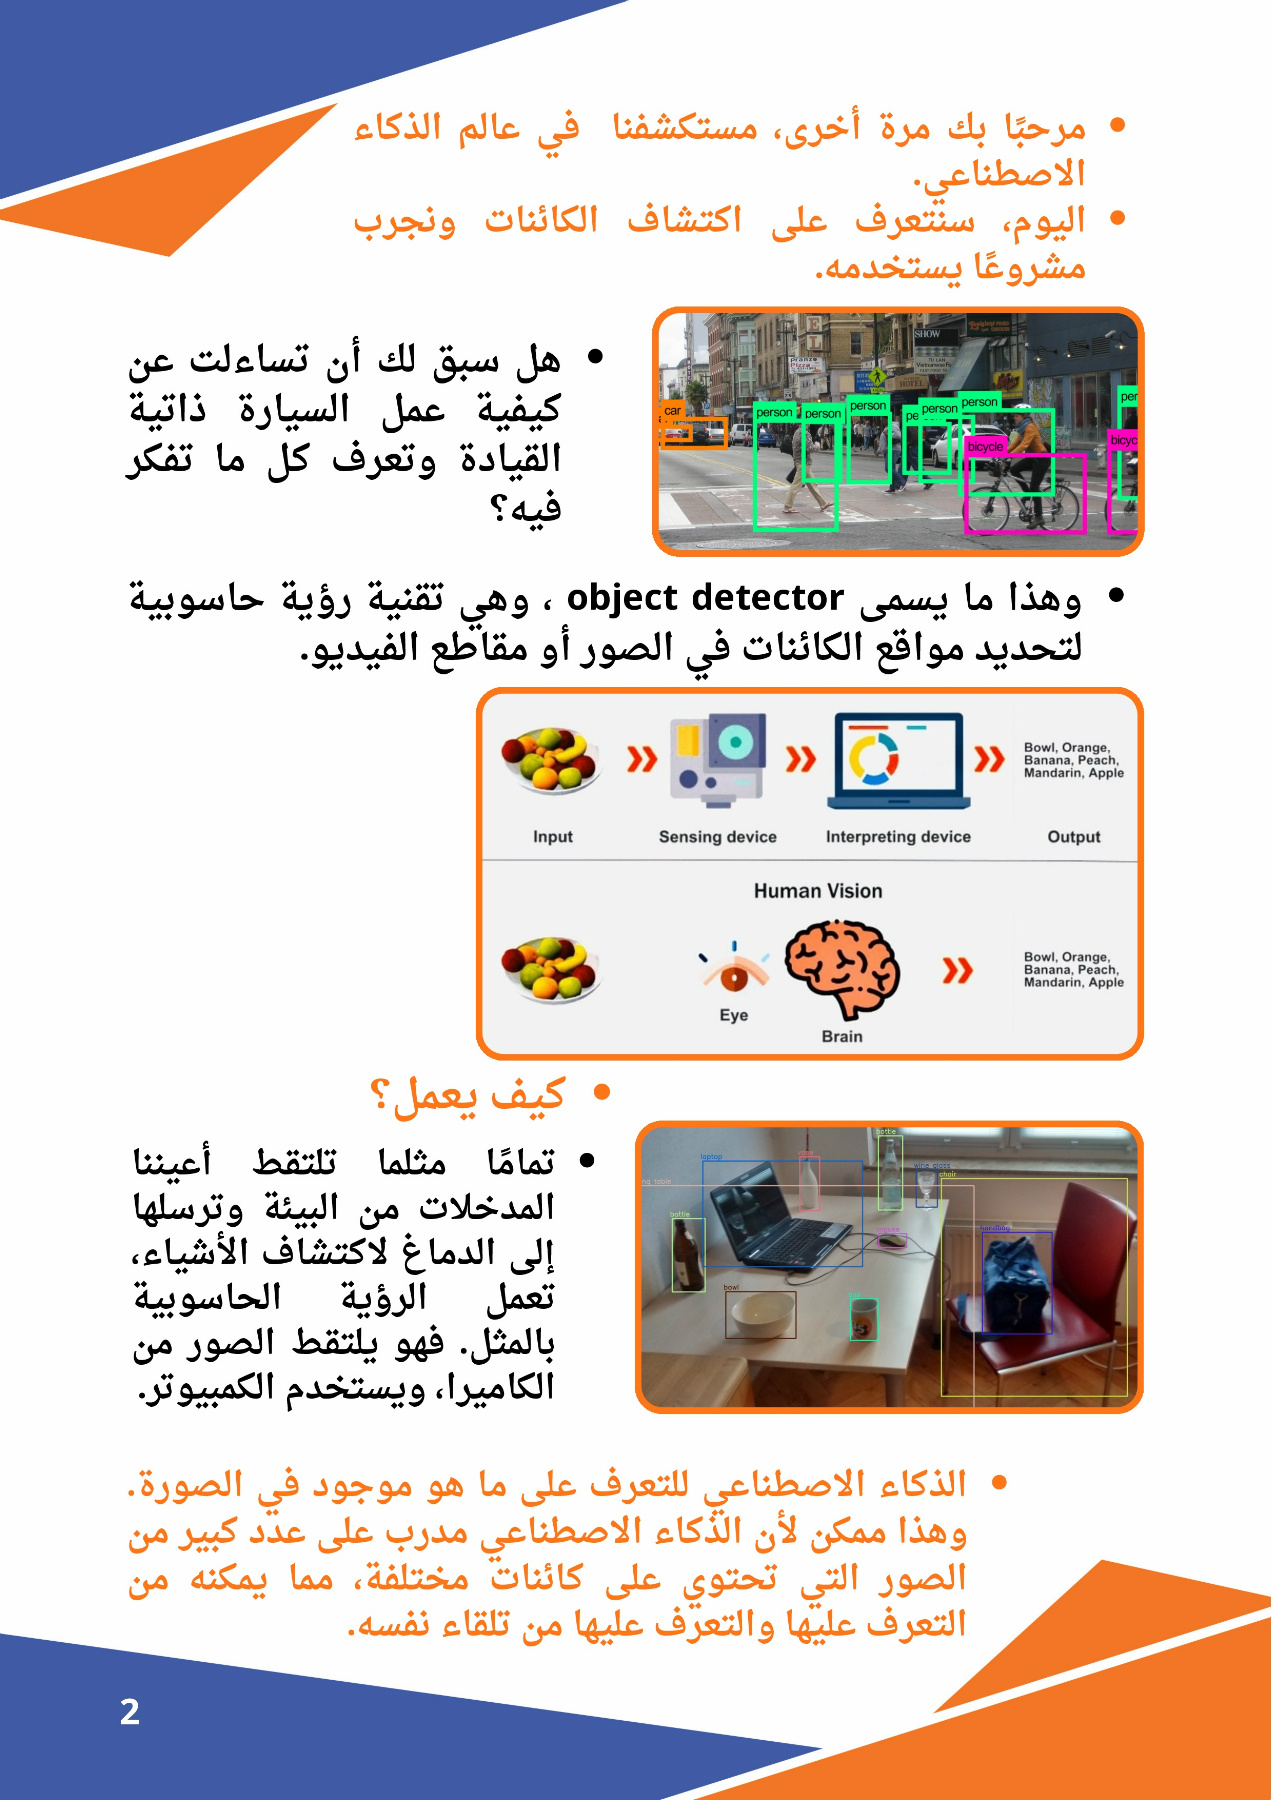 مرحبًا بك مرة أخرى، مستكشفنا في عالم الذكاء
الاصطناعي.
اليوم، سنتعرف على اكتشاف الكائنات ونجرب
مشروعًا يستخدمه.
هل سبق لك أن تساءلت عن
كيفية عمل السيارة ذاتية
القيادة وتعرف كل ما تفكر
فيه؟
SHOW
HOTEL
car
person
person
person
pe
person
person
bicycle
per
bicyc
وهذا ما يسمى object detector ، وهي تقنية رؤية حاسوبية
لتحديد مواقع الكائنات في الصور أو مقاطع الفيديو.
Bowl, Orange,
Banana, Peach,
Mandarin, Apple
Input
Sensing device
Interpreting device
Output
Human Vision
Bowl, Orange,
Banana, Peach,
Mandarin, Apple
Eye
Brain
كيف يعمل؟
تمامًا مثلما تلتقط أعيننا
المدخلات من البيئة وترسلها
إلى الدماغ لاكتشاف الأشياء،
تعمل الرؤية الحاسوبية
بالمثل. فهو يلتقط الصور من
الكاميرا، ويستخدم الكمبيوتر.
bottle
laptop
wine glass
ng table
chair
bottle
handbag
bowl
الذكاء الاصطناعي للتعرف على ما هو موجود في الصورة.
وهذا ممكن لأن الذكاء الاصطناعي مدرب على عدد كبير من
الصور التي تحتوي على كائنات مختلفة، مما يمكنه من
التعرف عليها والتعرف عليها من تلقاء نفسه.
2